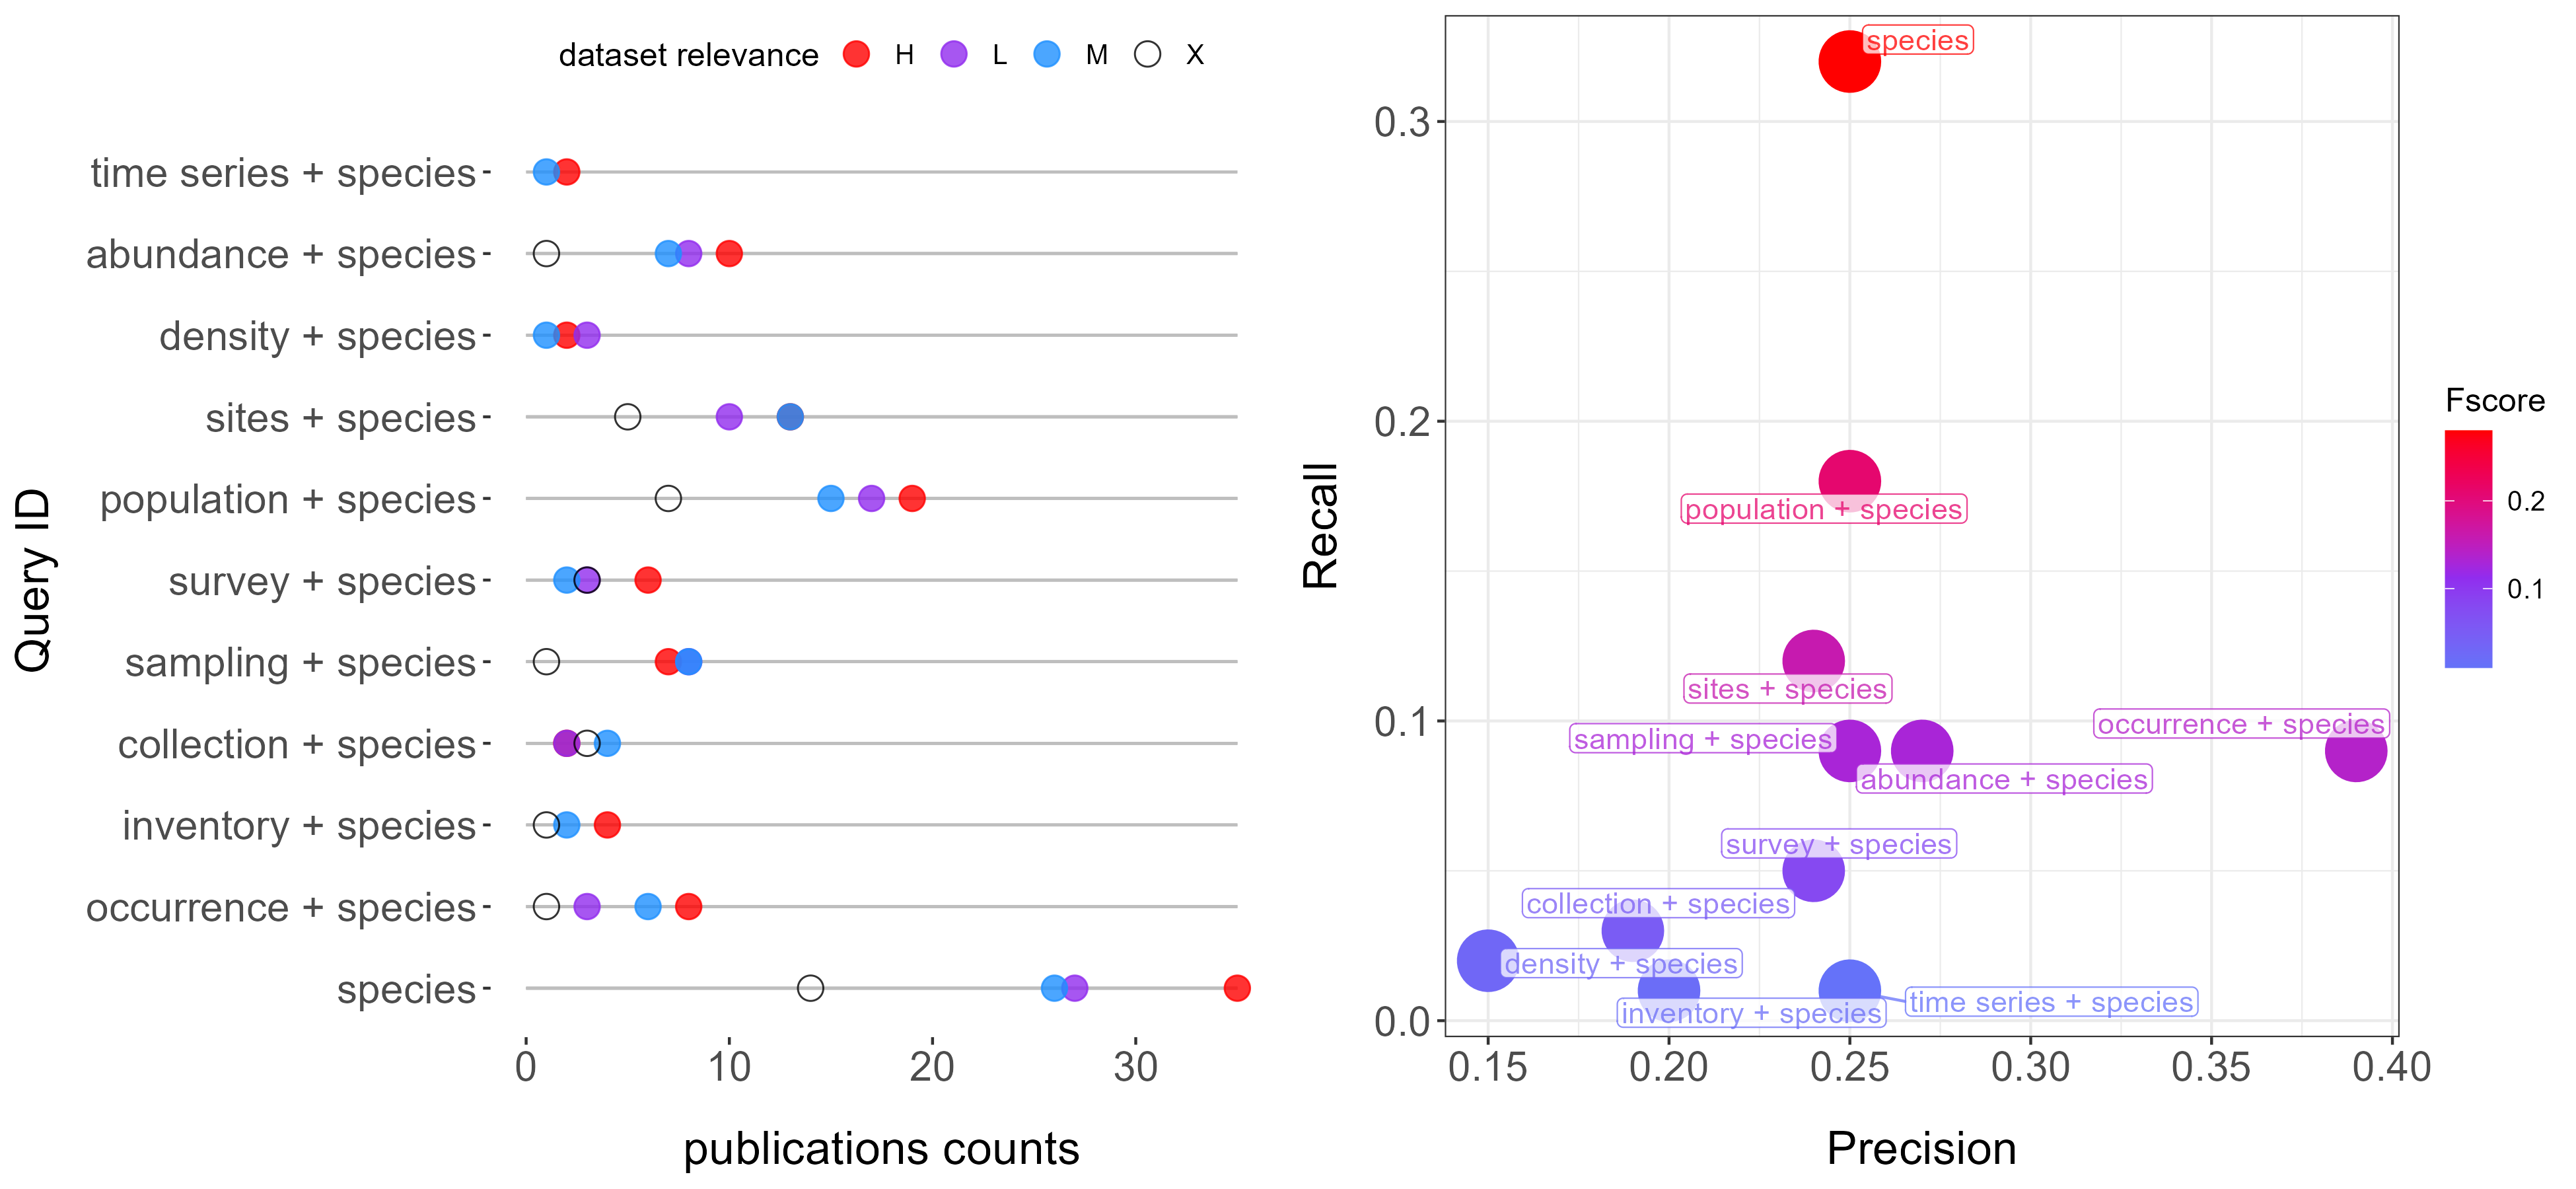 dataset relevance H L M X
time series + species
abundance + species
density + species
sites + species
population + species
survey + species
sampling + species
collection + species
inventory + species
occurrence + species
species
Query ID
0 10 20 30
publications counts
species
population + species
sites + species
sampling + species
occurrence + species
abundance + species
survey + species
collection + species
density + species
time series + species
inventory + species
0.3
0.2
0.1
0.0
Recall
0.15 0.20 0.25 0.30 0.35 0.40
Precision
Fscore
0.2
0.1